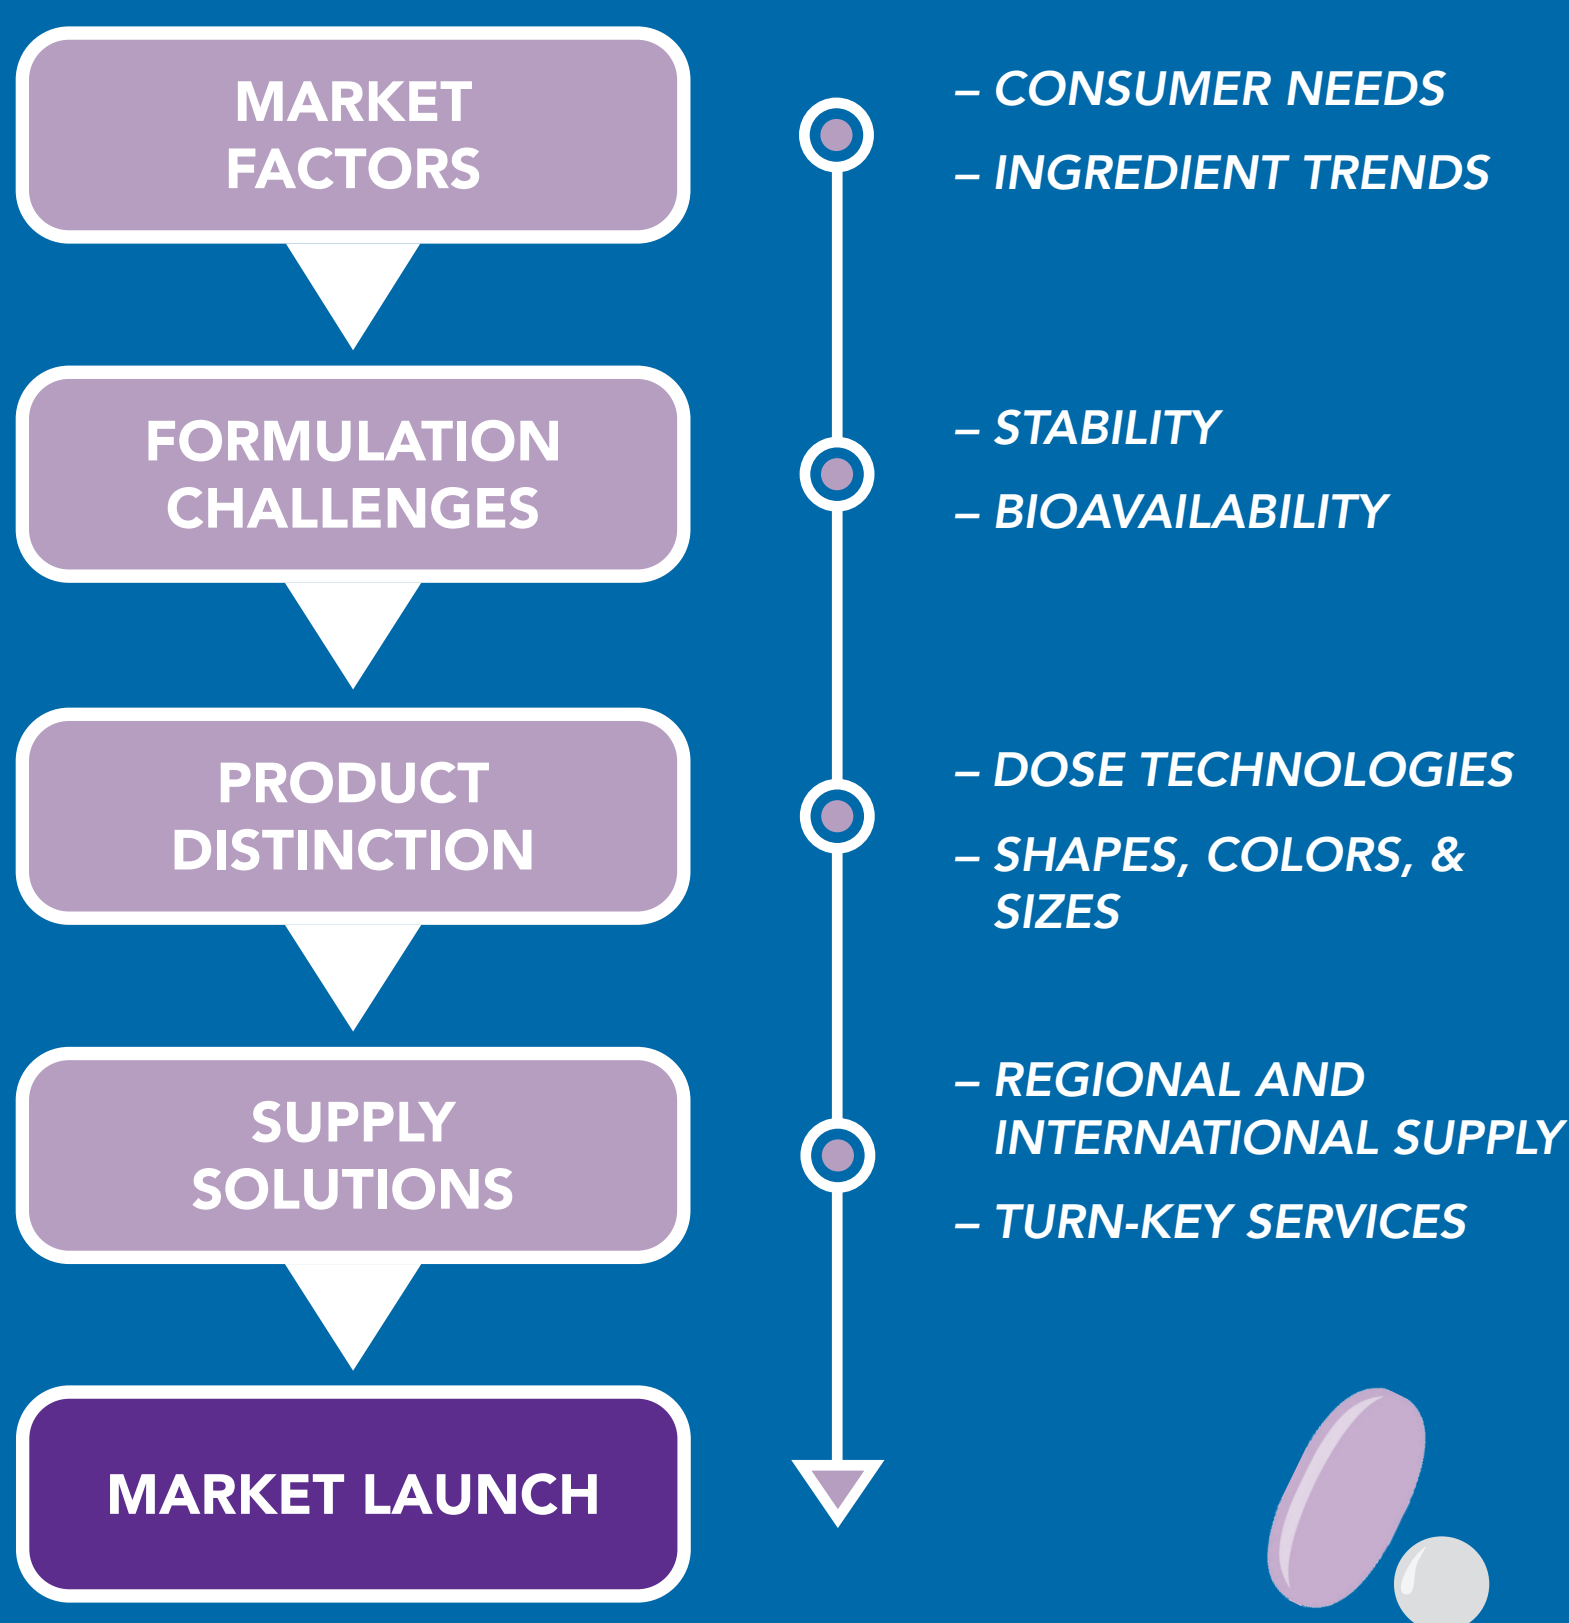 MARKET
FACTORS
– CONSUMER NEEDS
– INGREDIENT TRENDS
FORMULATION
CHALLENGES
– STABILITY
– BIOAVAILABILITY
PRODUCT
DISTINCTION
– DOSE TECHNOLOGIES
– SHAPES, COLORS, &
SIZES
SUPPLY
SOLUTIONS
– REGIONAL AND
INTERNATIONAL SUPPLY
– TURN-KEY SERVICES
MARKET LAUNCH